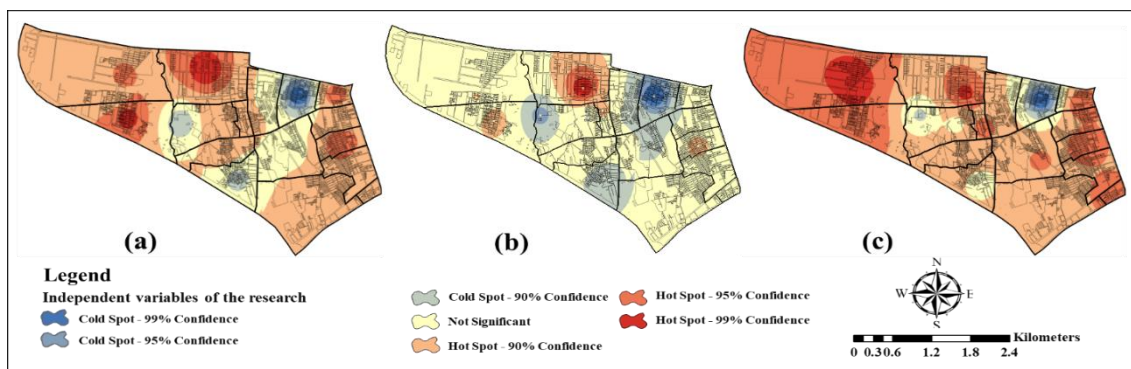 (a)
(b)
(c)
Legend
Independent variables of the research
Cold Spot - 99% Confidence
Cold Spot - 95% Confidence
Cold Spot - 90% Confidence
Not Significant
Hot Spot - 90% Confidence
Hot Spot - 95% Confidence
Hot Spot - 99% Confidence
N
W E
S
Kilometers
0 0.3 0.6 1.2 1.8 2.4